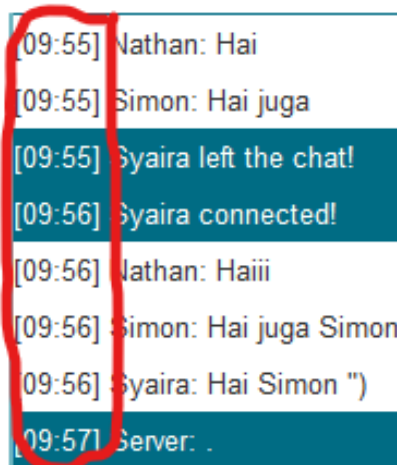 [09:55] Nathan: Hai
[09:55] Simon: Hai juga
[09:55] Syaira left the chat!
[09:56] Syaira connected!
[09:56] Nathan: Haiii
[09:56] Simon: Hai juga Simon
[09:56] Syaira: Hai Simon ")
[09:57] Server: .